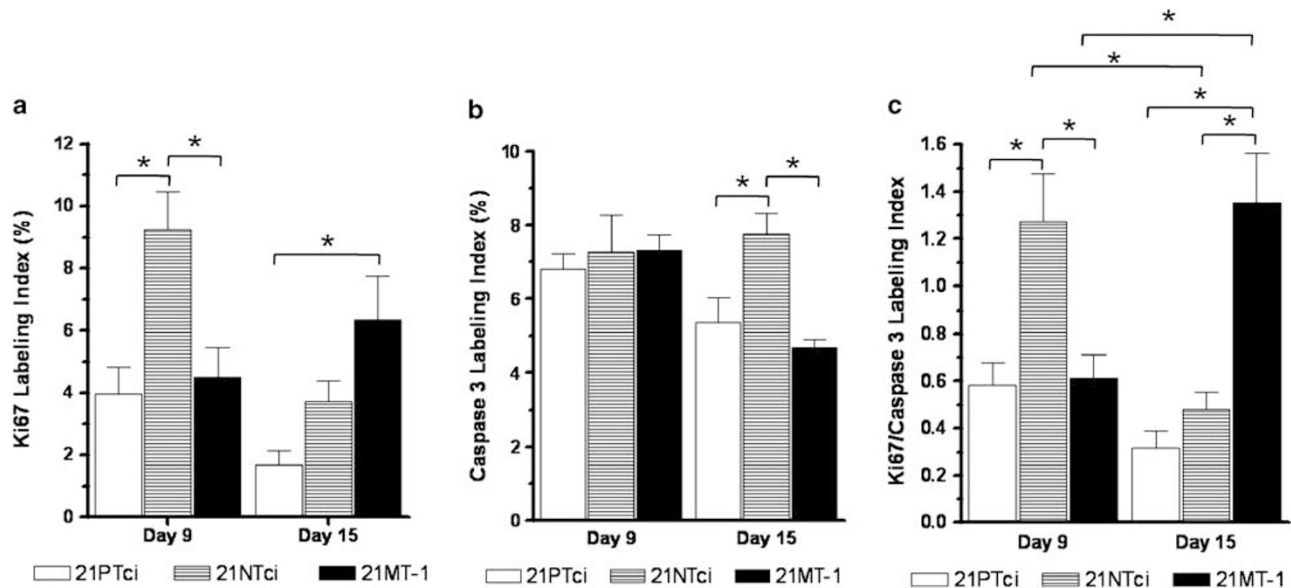 a
Ki67 Labeling Index (%)
12
10
8
6
4
2
0
*
*
*
Day 9
Day 15
21PTci
21NTci
21MT-1
b
Caspase 3 Labeling Index (%)
10
8
6
4
2
0
*
*
Day 9
Day 15
21PTci
21NTci
21MT-1
c
Ki67/Caspase 3 Labeling Index
1.6
1.4
1.2
1.0
0.8
0.6
0.4
0.2
0.0
*
*
*
*
*
*
Day 9
Day 15
21PTci
21NTci
21MT-1